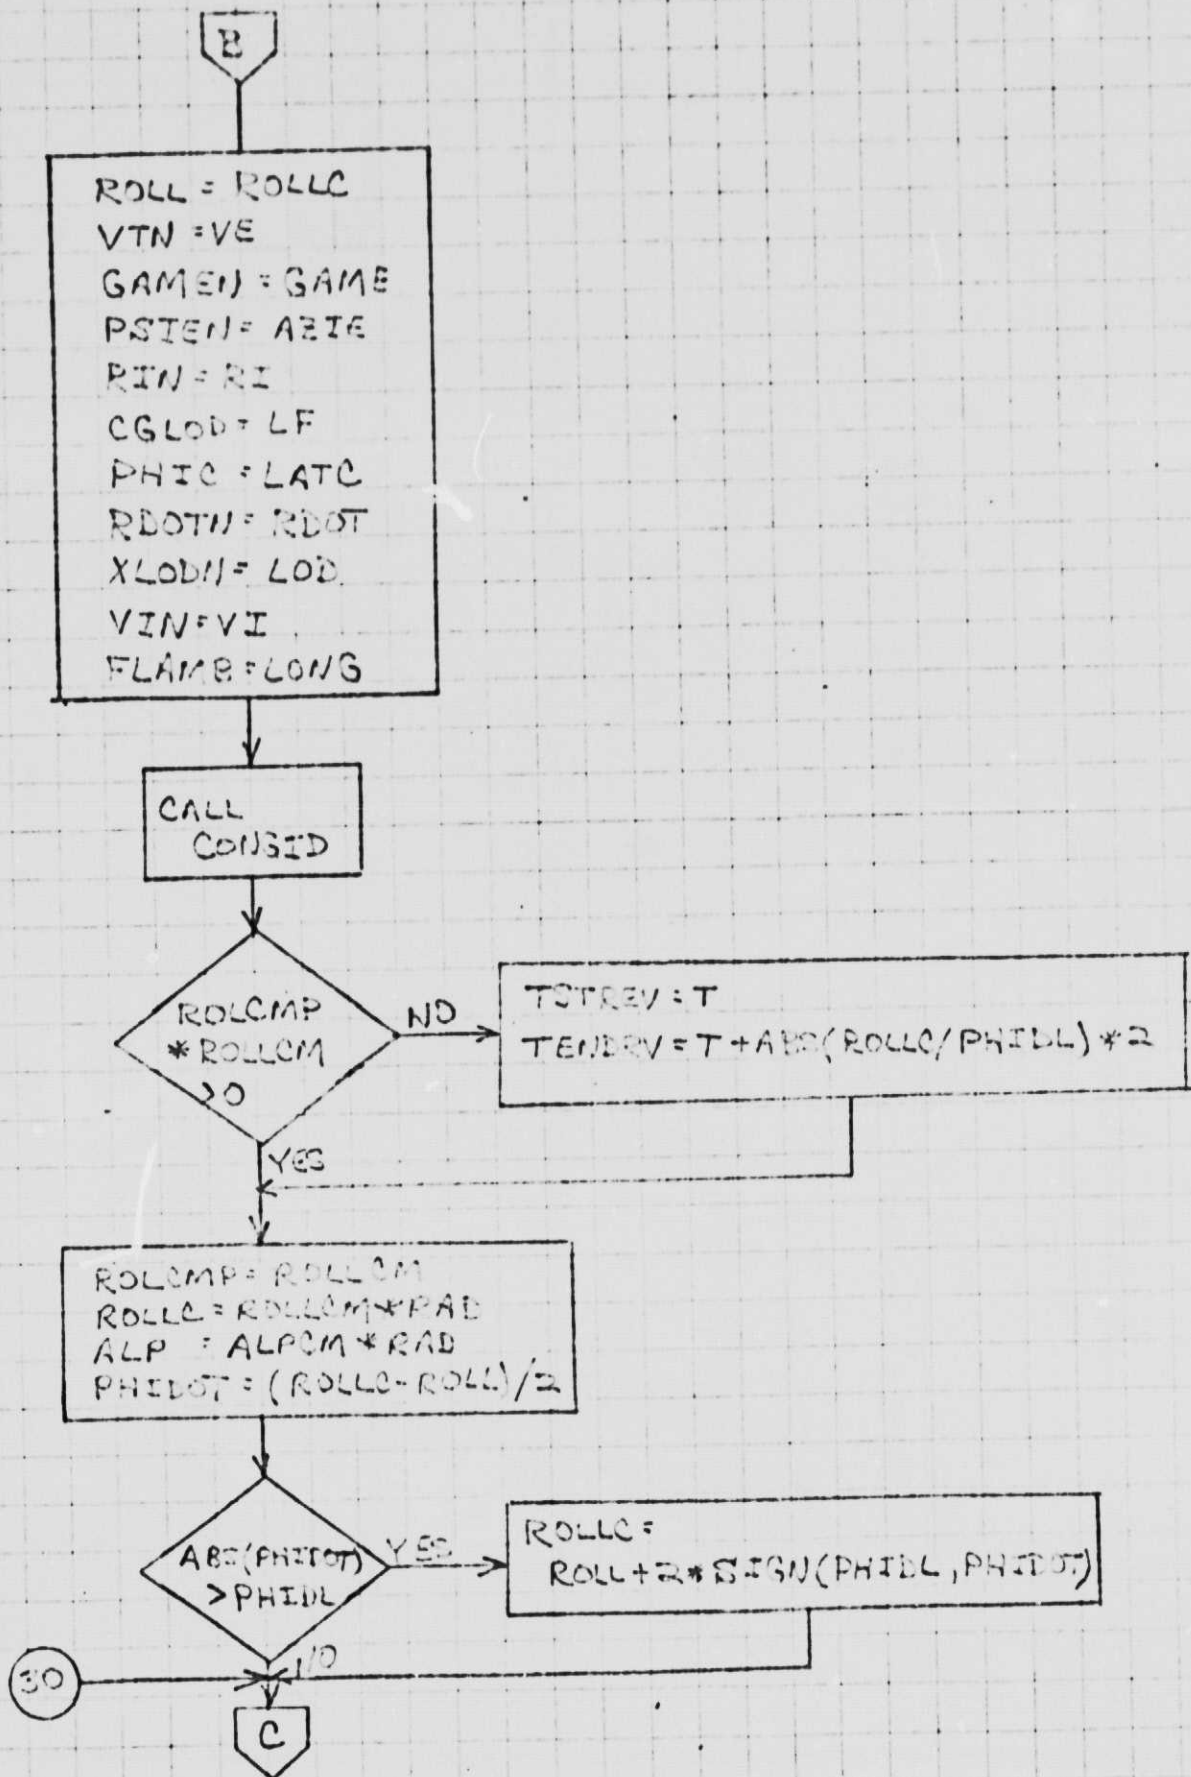 B
ROLL = ROLLC
VTN = VE
GAMEN = GAME
PSIEN = AZIE
RIN = RI
CGLOD = LF
PHIC = LATC
RDOTN = RDOT
XLODN = LOD
VIN = VI
FLAMB = LONG
CALL
CONGID
ROLCMP
* ROLLCM
>0
NO
TSTREV = T
TENDRV = T + ABS(ROLLC/PHIDL) * 2
YES
ROLCMP = ROLLCM
ROLLC = ROLLCM * RAD
ALP = ALPCM * RAD
PHIDOT = (ROLLC - ROLL)/2
ABS(PHIDOT)
> PHIDL
YES
ROLLC =
ROLL + 2 * SIGN(PHIDL, PHIDOT)
NO
30
C